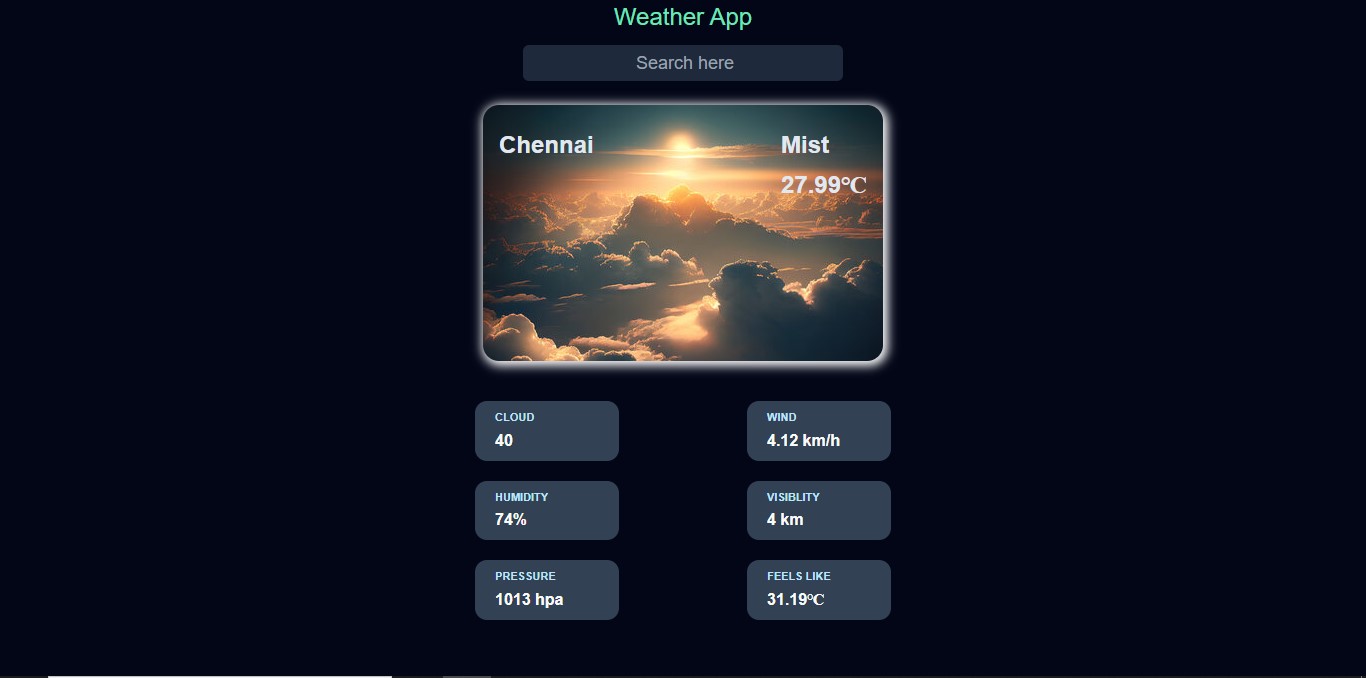 Weather App
Search here
Chennai
Mist
27.99℃
CLOUD
40
WIND
4.12 km/h
HUMIDITY
74%
VISIBLITY
4 km
PRESSURE
1013 hpa
FEELS LIKE
31.19℃